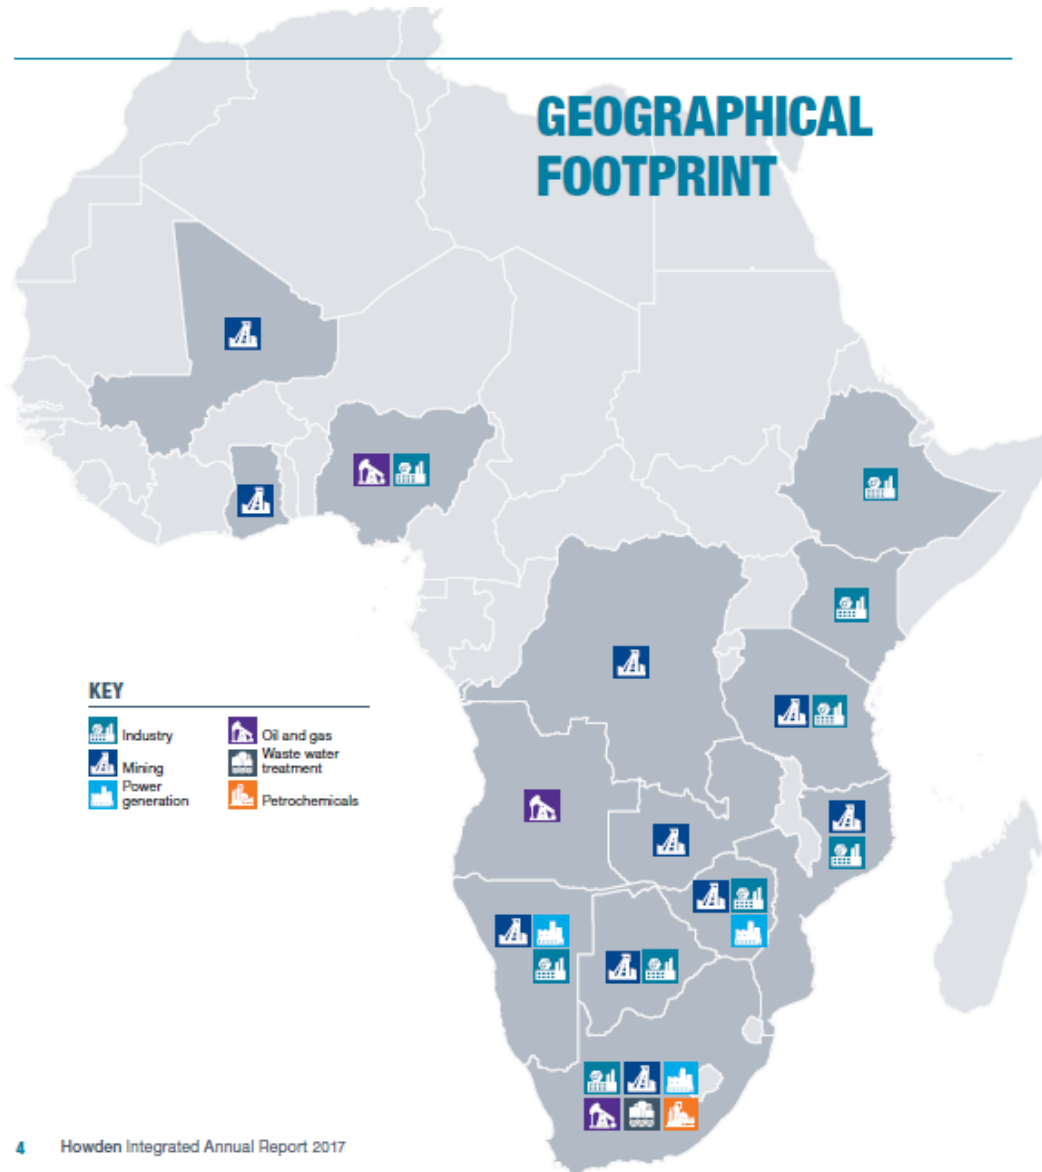 GEOGRAPHICAL
FOOTPRINT
KEY
Industry
Mining
Power
generation
Oil and gas
Waste water
treatment
Petrochemicals
4 Howden Integrated Annual Report 2017